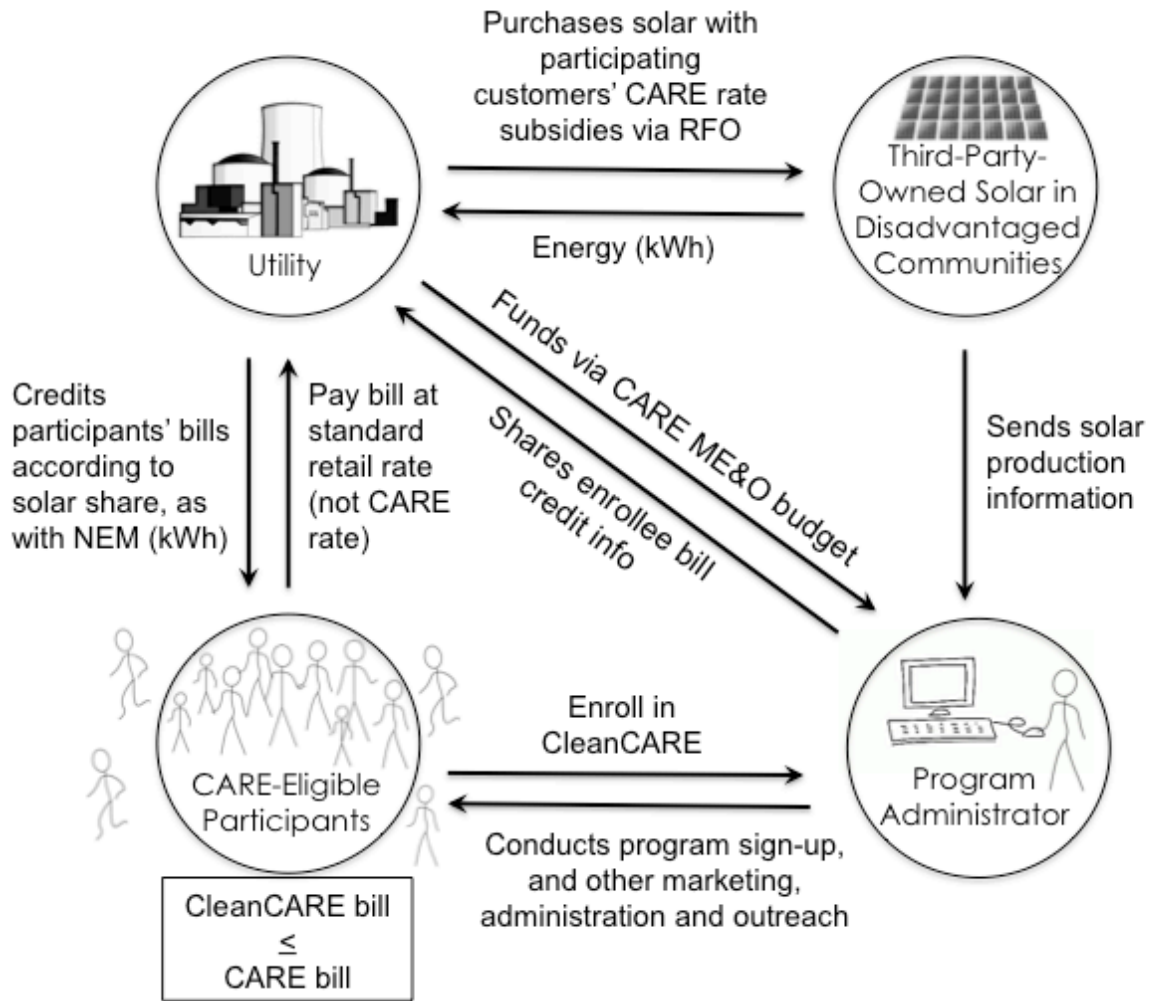 Purchases solar with
participating
customers' CARE rate
subsidies via RFO
Utility
Energy (kWh)
Third-Party-
Owned Solar in
Disadvantaged
Communities
Funds via CARE ME&O budget
Shares enrollee bill
credit info
Credits
participants' bills
according to
solar share, as
with NEM (kWh)
Pay bill at
standard
retail rate
(not CARE
rate)
Sends solar
production
information
CARE-Eligible
Participants
Enroll in
CleanCARE
Conducts program sign-up,
and other marketing,
administration and outreach
Program
Administrator
CleanCARE bill
≤
CARE bill